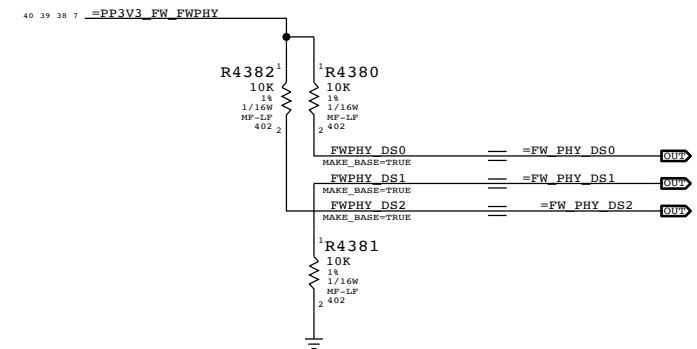 40 39 38 7 =PP3V3_FW_FWPHY
R4382 1
10K
1%
1/16W
MF-LF
402 2
1 R4380
10K
1%
1/16W
MF-LF
2 402
FWPHY_DS0 =FW_PHY_DS0 OUT
MAKE_BASE=TRUE
FWPHY_DS1 =FW_PHY_DS1 OUT
MAKE_BASE=TRUE
FWPHY_DS2 =FW_PHY_DS2 OUT
MAKE_BASE=TRUE
1 R4381
10K
1%
1/16W
MF-LF
2 402